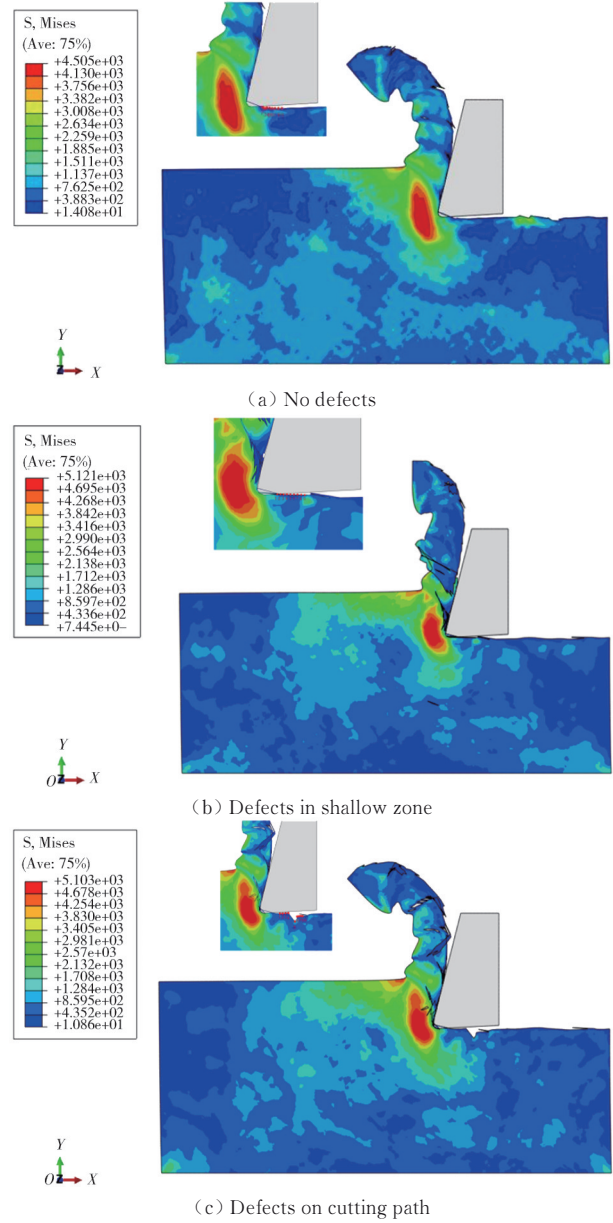 S, Mises
(Ave: 75%)
+4.505e+03
+4.130e+03
+3.756e+03
+3.382e+03
+3.008e+03
+2.634e+03
+2.259e+03
+1.885e+03
+1.511e+03
+1.137e+03
+7.625e+02
+3.883e+02
+1.408e+01
Y
Z
X
（a）No defects
S, Mises
(Ave: 75%)
+5.121e+03
+4.695e+03
+4.268e+03
+3.842e+03
+3.416e+03
+2.990e+03
+2.564e+03
+2.138e+03
+1.712e+03
+1.286e+03
+8.597e+02
+4.336e+02
+7.445e+0–
Y
O
Z
X
（b）Defects in shallow zone
S, Mises
(Ave: 75%)
+5.103e+03
+4.678e+03
+4.254e+03
+3.830e+03
+3.405e+03
+2.981e+03
+2.57e+03
+2.132e+03
+1.708e+03
+1.284e+03
+8.595e+02
+4.352e+02
+1.086e+01
Y
O
Z
X
（c）Defects on cutting path